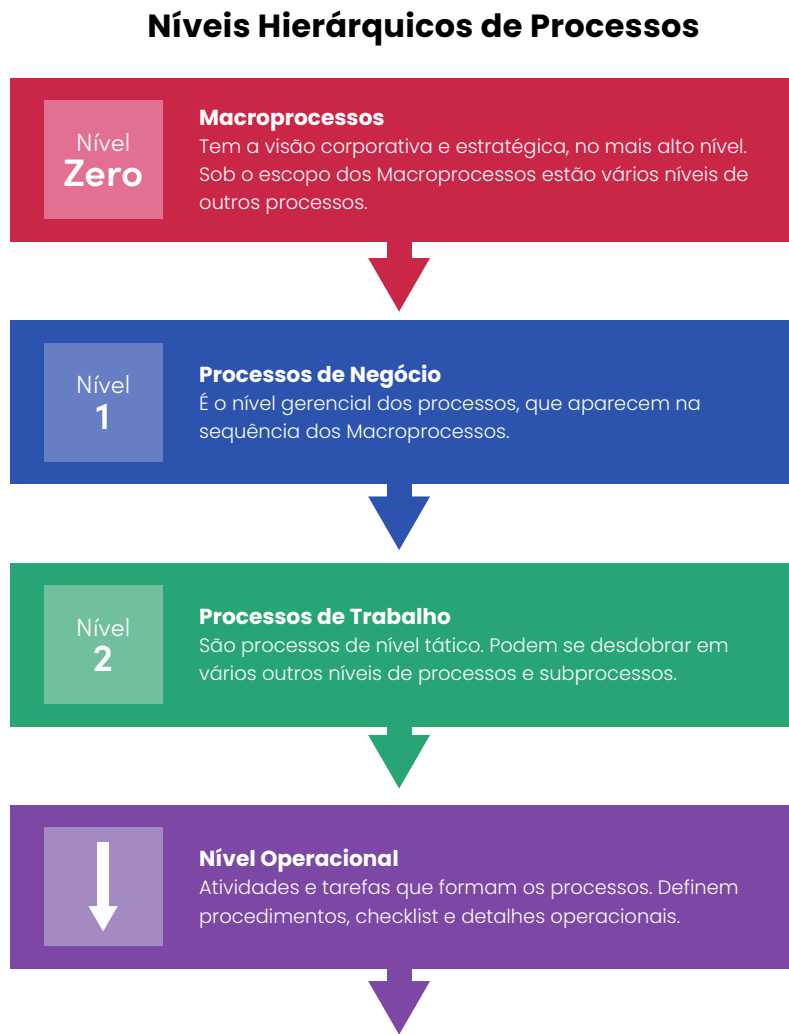 Níveis Hierárquicos de Processos
Nível
Zero
Macroprocessos
Tem a visão corporativa e estratégica, no mais alto nível.
Sob o escopo dos Macroprocessos estão vários níveis de
outros processos.
Nível
1
Processos de Negócio
É o nível gerencial dos processos, que aparecem na
sequência dos Macroprocessos.
Nível
2
Processos de Trabalho
São processos de nível tático. Podem se desdobrar em
vários outros níveis de processos e subprocessos.
Nível Operacional
Atividades e tarefas que formam os processos. Definem
procedimentos, checklist e detalhes operacionais.